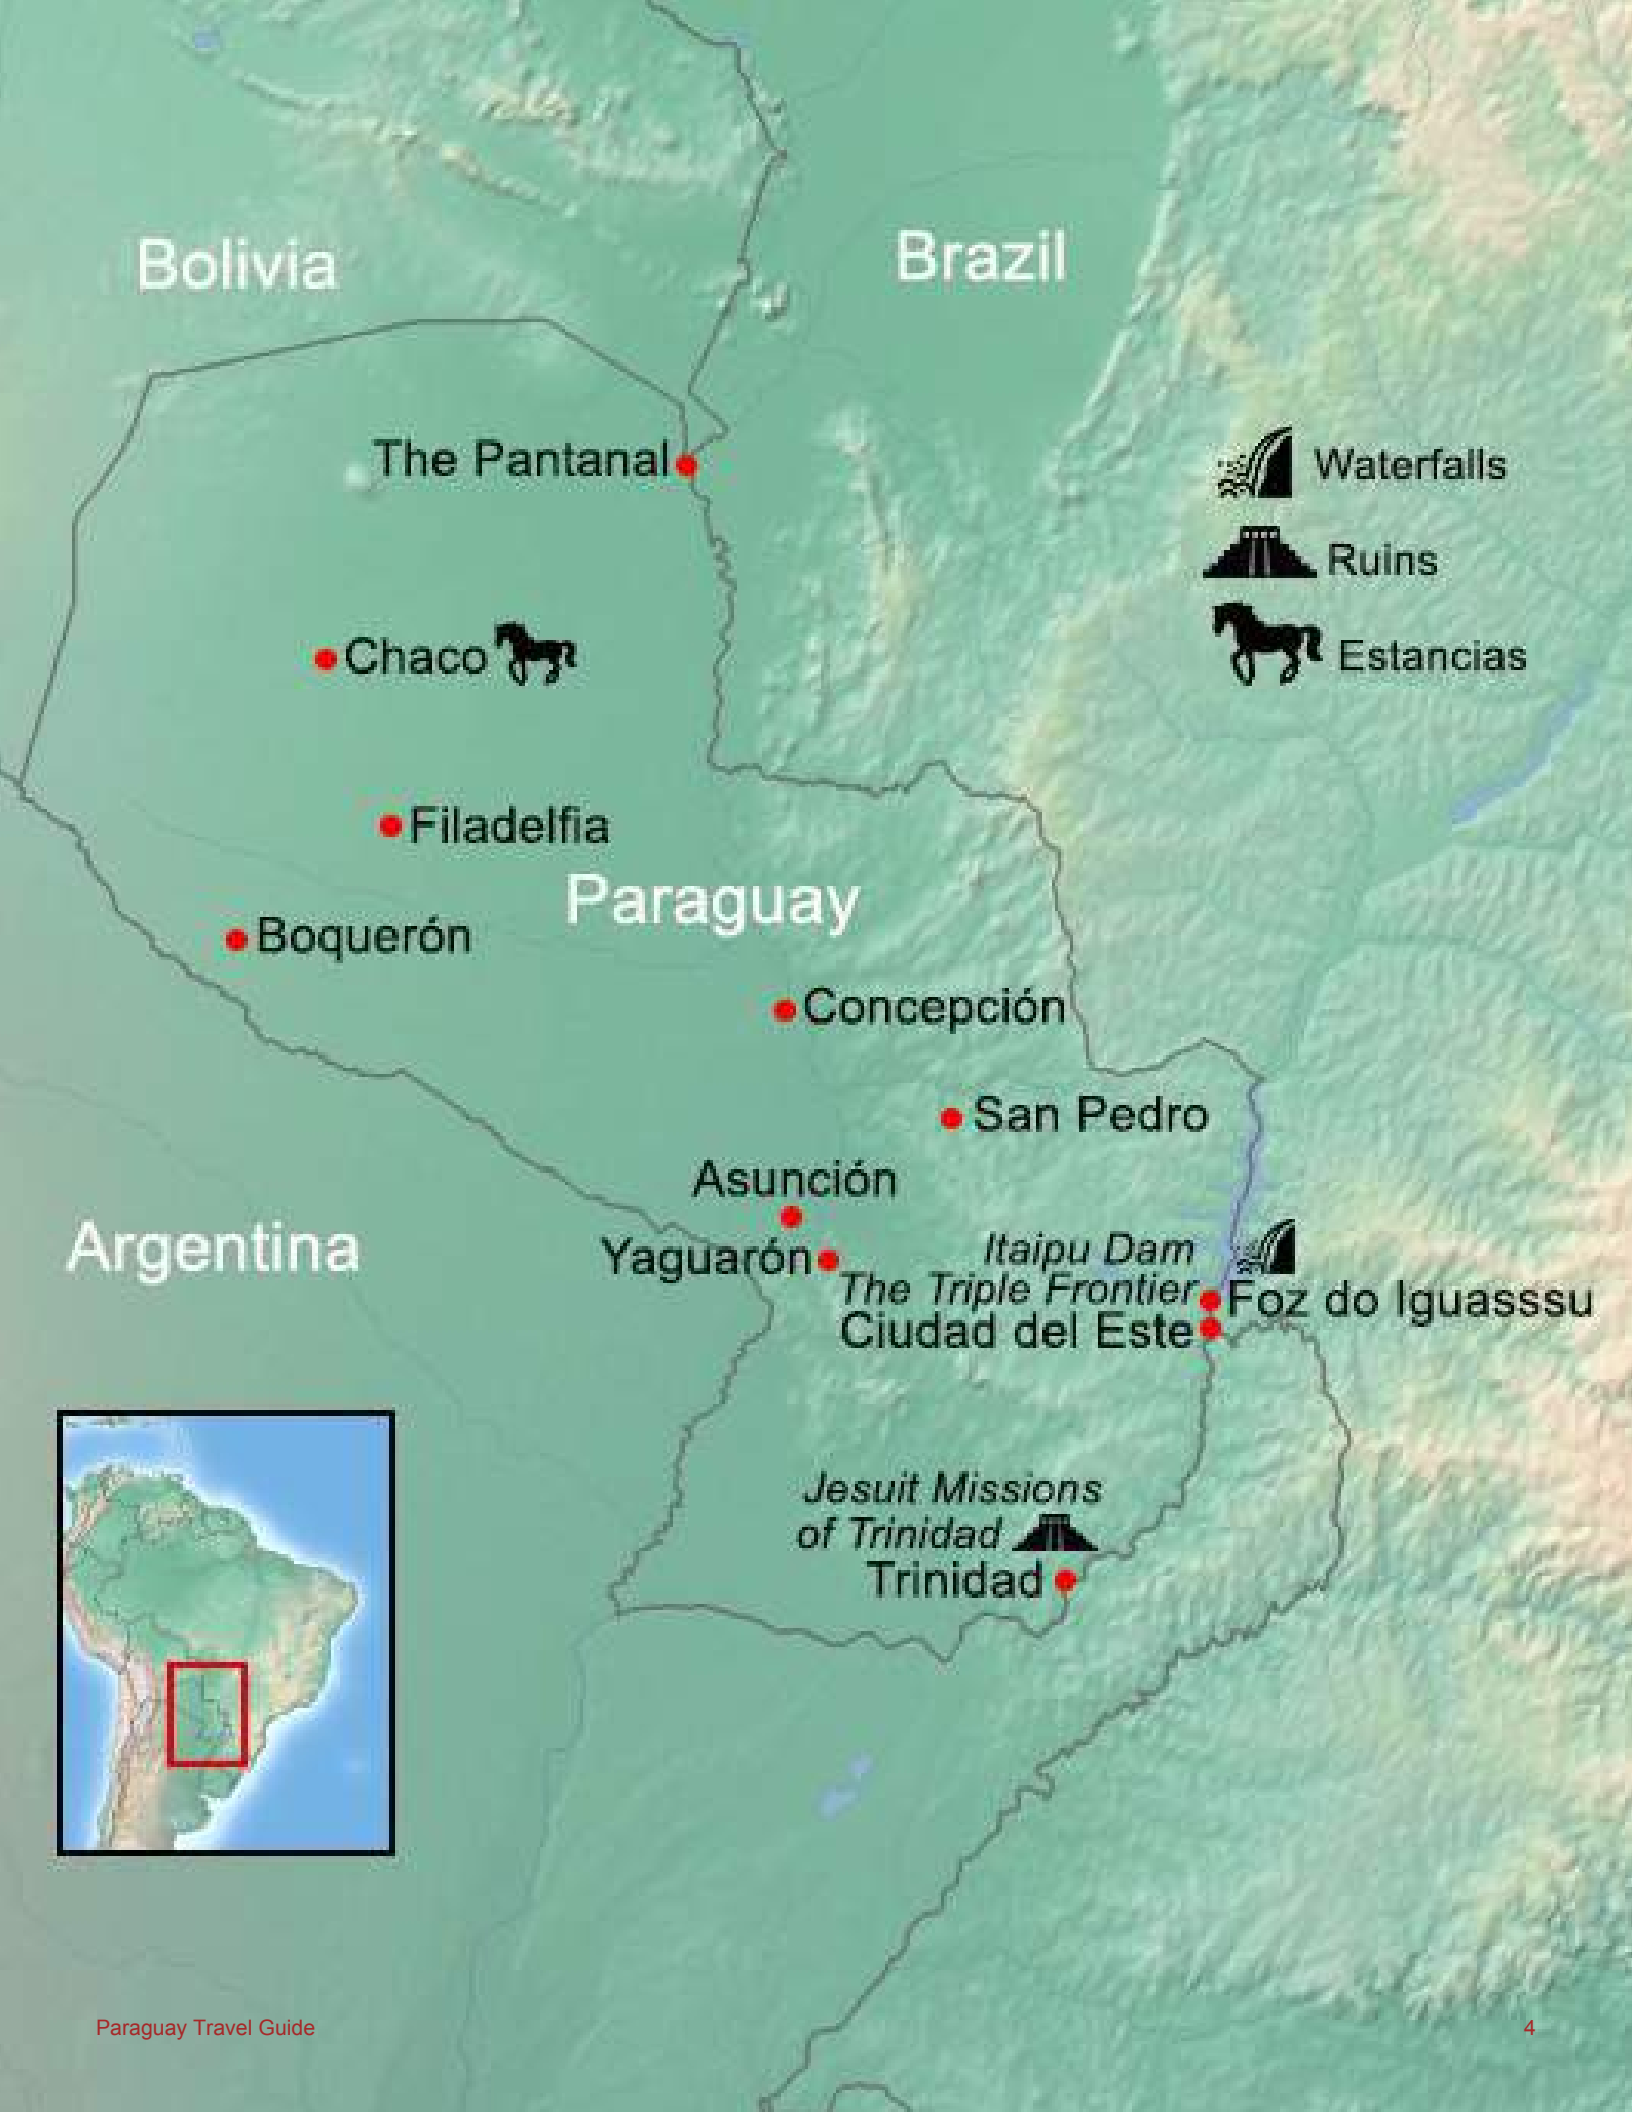 Bolivia
Brazil
The Pantanal
Waterfalls
Ruins
Chaco
Estancias
Filadelfia
Paraguay
Boquerón
Concepción
San Pedro
Asunción
Argentina
Yaguarón
Itaipu Dam
The Triple Frontier
Foz do Iguasssu
Ciudad del Este
Jesuit Missions
of Trinidad
Trinidad
Paraguay Travel Guide
4